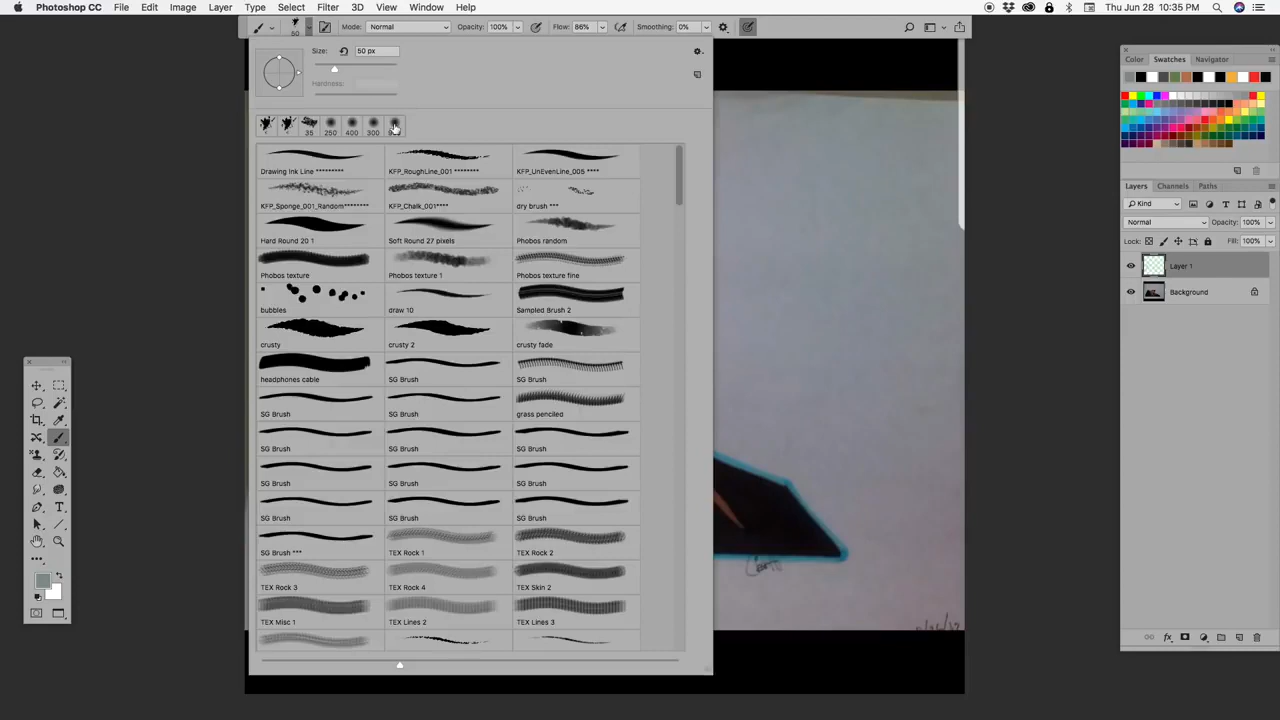 Photoshop CC File Edit Image Layer Type Select Filter 3D View Window Help Thu Jun 28 10:35 PM
50 Mode: Normal Opacity: 100% Flow: 86% Smoothing: 0%
Size: 50 px
Hardness:
35 250 400 300
Drawing Ink Line ******** KFP_RoughLine_001 ******** KFP_UnEvenLine_005 ****
KFP_Sponge_001_Random******** KFP_Chalk_001**** dry brush ***
Hard Round 20 1 Soft Round 27 pixels Phobos random
Phobos texture Phobos texture 1 Phobos texture fine
bubbles draw 10 Sampled Brush 2
crusty crusty 2 crusty fade
headphones cable SG Brush SG Brush
SG Brush SG Brush grass penciled
SG Brush SG Brush SG Brush
SG Brush SG Brush SG Brush
SG Brush SG Brush SG Brush
SG Brush *** TEX Rock 1 TEX Rock 2
TEX Rock 3 TEX Rock 4 TEX Skin 2
TEX Misc 1 TEX Lines 2 TEX Lines 3
Color Swatches Navigator
Layers Channels Paths
Kind
Normal Opacity: 100%
Lock: Fill: 100%
Layer 1
Background